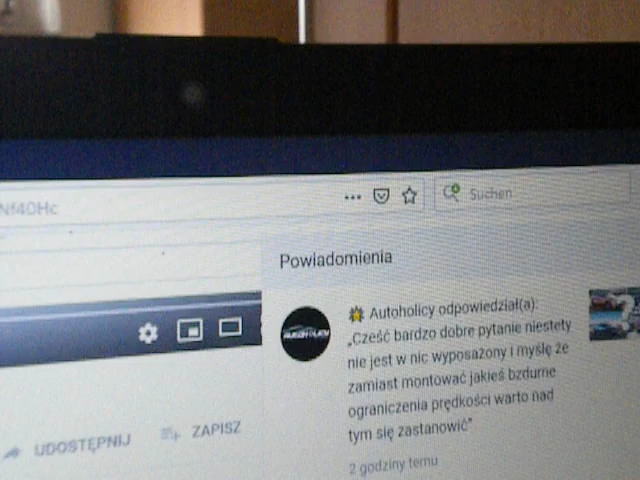 Nf40Hc
Suchen
Powiadomienia
Autoholicy odpowiedział(a):
„Cześć bardzo dobre pytanie niestety
nie jest w nic wyposażony i myślę że
zamiast montować jakieś bzdurne
ograniczenia prędkości warto nad
tym się zastanowić”
2 godziny temu
UDOSTĘPNIJ
ZAPISZ